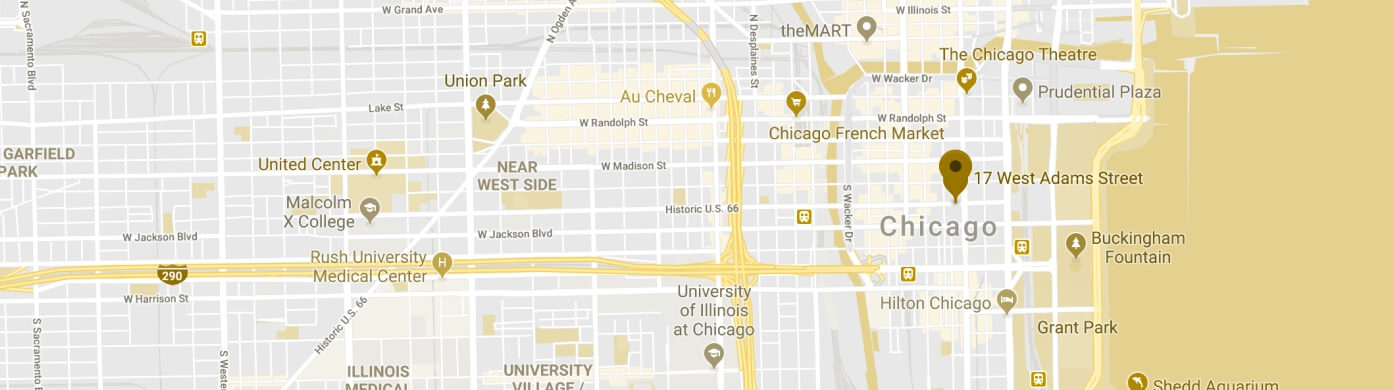 N Sacramento Blvd
W Grand Ave
N Ogden A
N Desplaines St
W Illinois St
theMART
The Chicago Theatre
W Wacker Dr
Union Park
Au Cheval
Prudential Plaza
Lake St
W Randolph St
W Randolph St
Chicago French Market
GARFIELD
PARK
United Center
NEAR
WEST SIDE
W Madison St
17 West Adams Street
Malcolm
X College
Historic U.S. 66
S Wacker Dr
Chicago
W Jackson Blvd
W Jackson Blvd
Buckingham
Fountain
Rush University
Medical Center
H
290
W Harrison St
University
of Illinois
at Chicago
Hilton Chicago
Historic U.S. 66
Grant Park
S Sacramento B
S Weste
ILLINOIS
MEDICAL
UNIVERSITY
VILLAGE /
Shedd Aquarium